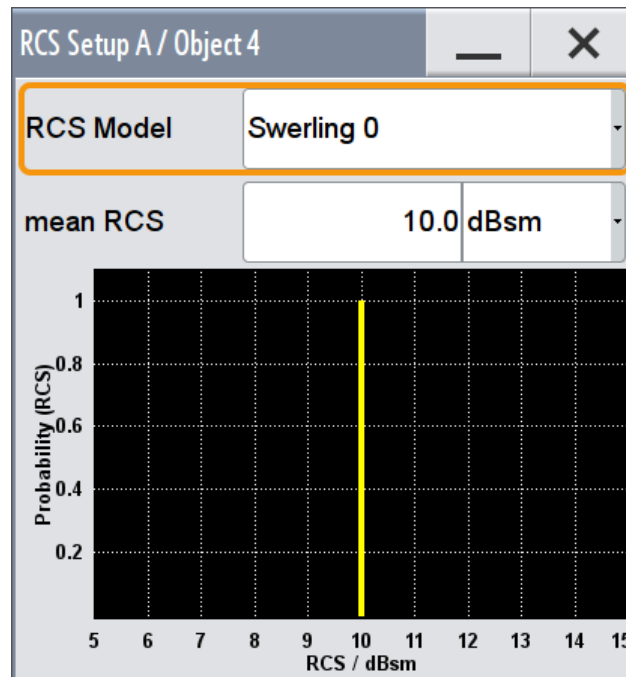 RCS Setup A / Object 4
RCS Model
Swerling 0
mean RCS
10.0 dBsm
Probability (RCS)
1
0.8
0.6
0.4
0.2
5 6 7 8 9 10 11 12 13 14 15
RCS / dBsm